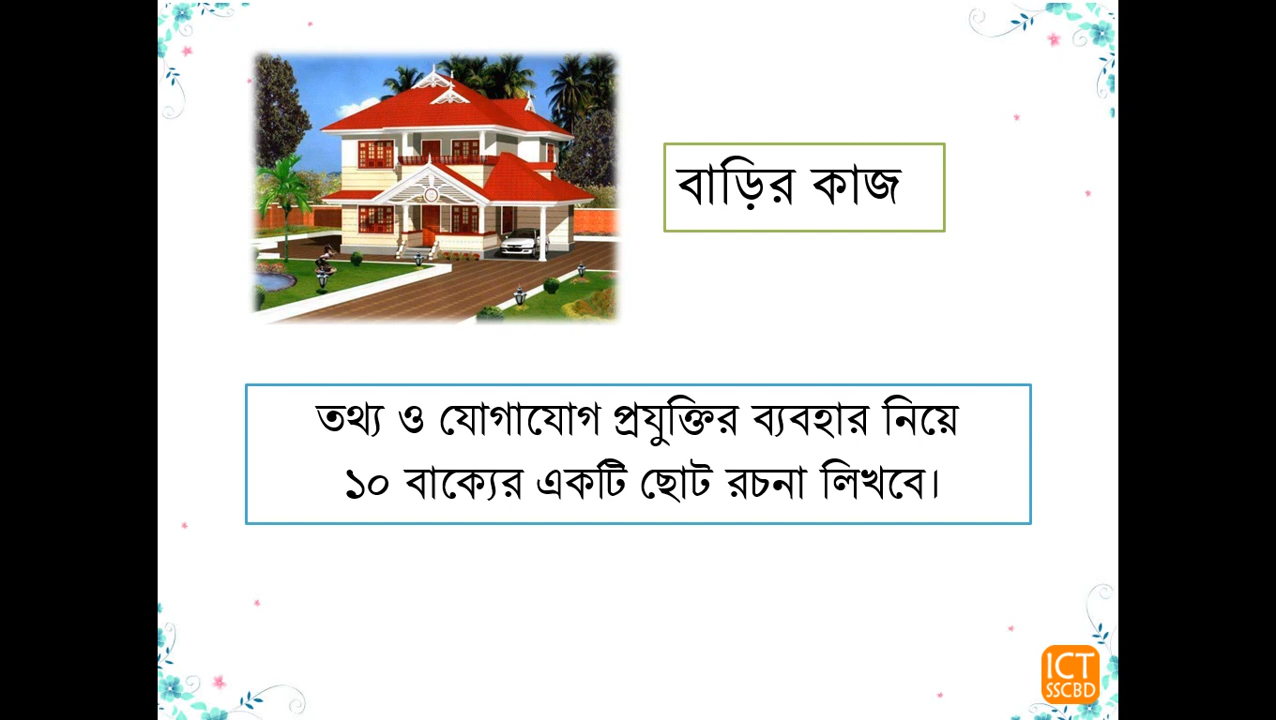 বাড়ির কাজ
তথ্য ও যোগাযোগ প্রযুক্তির ব্যবহার নিয়ে
১০ বাক্যের একটি ছোট রচনা লিখবে।
ICT
SSCBD